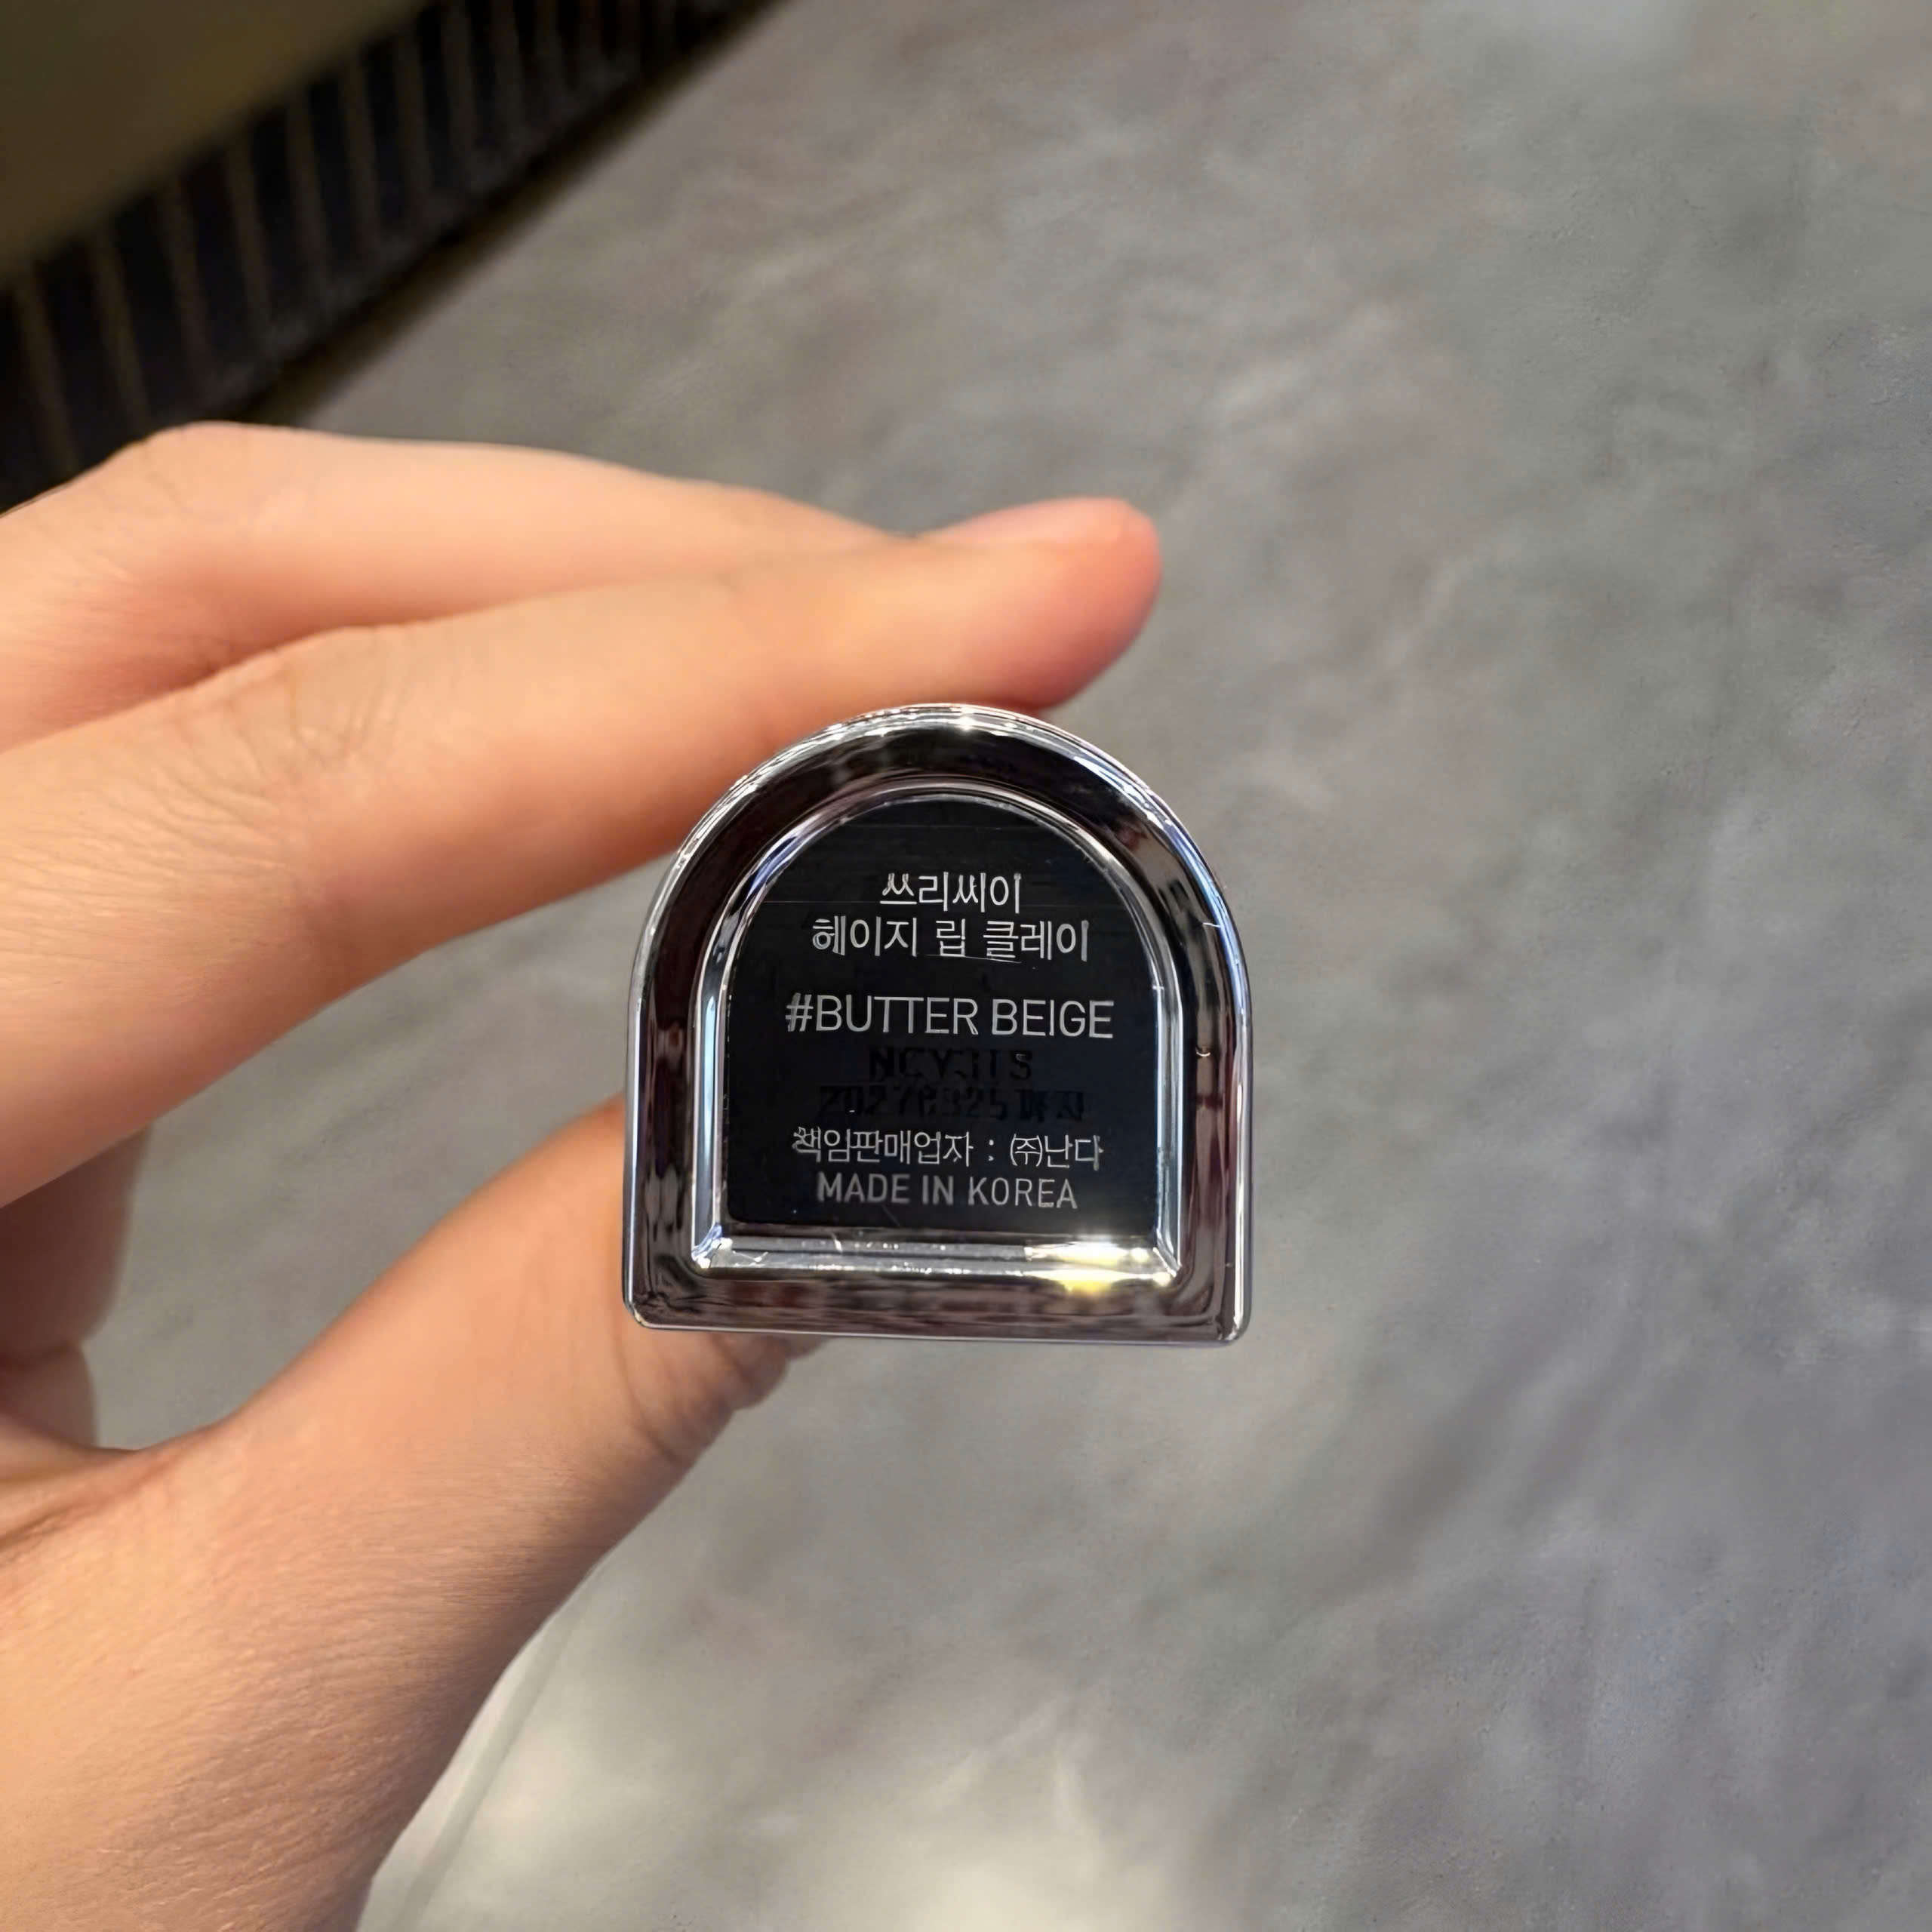 쓰리씨이
헤이지 립 클레이
#BUTTER BEIGE
책임판매업자 : ㈜난다
MADE IN KOREA